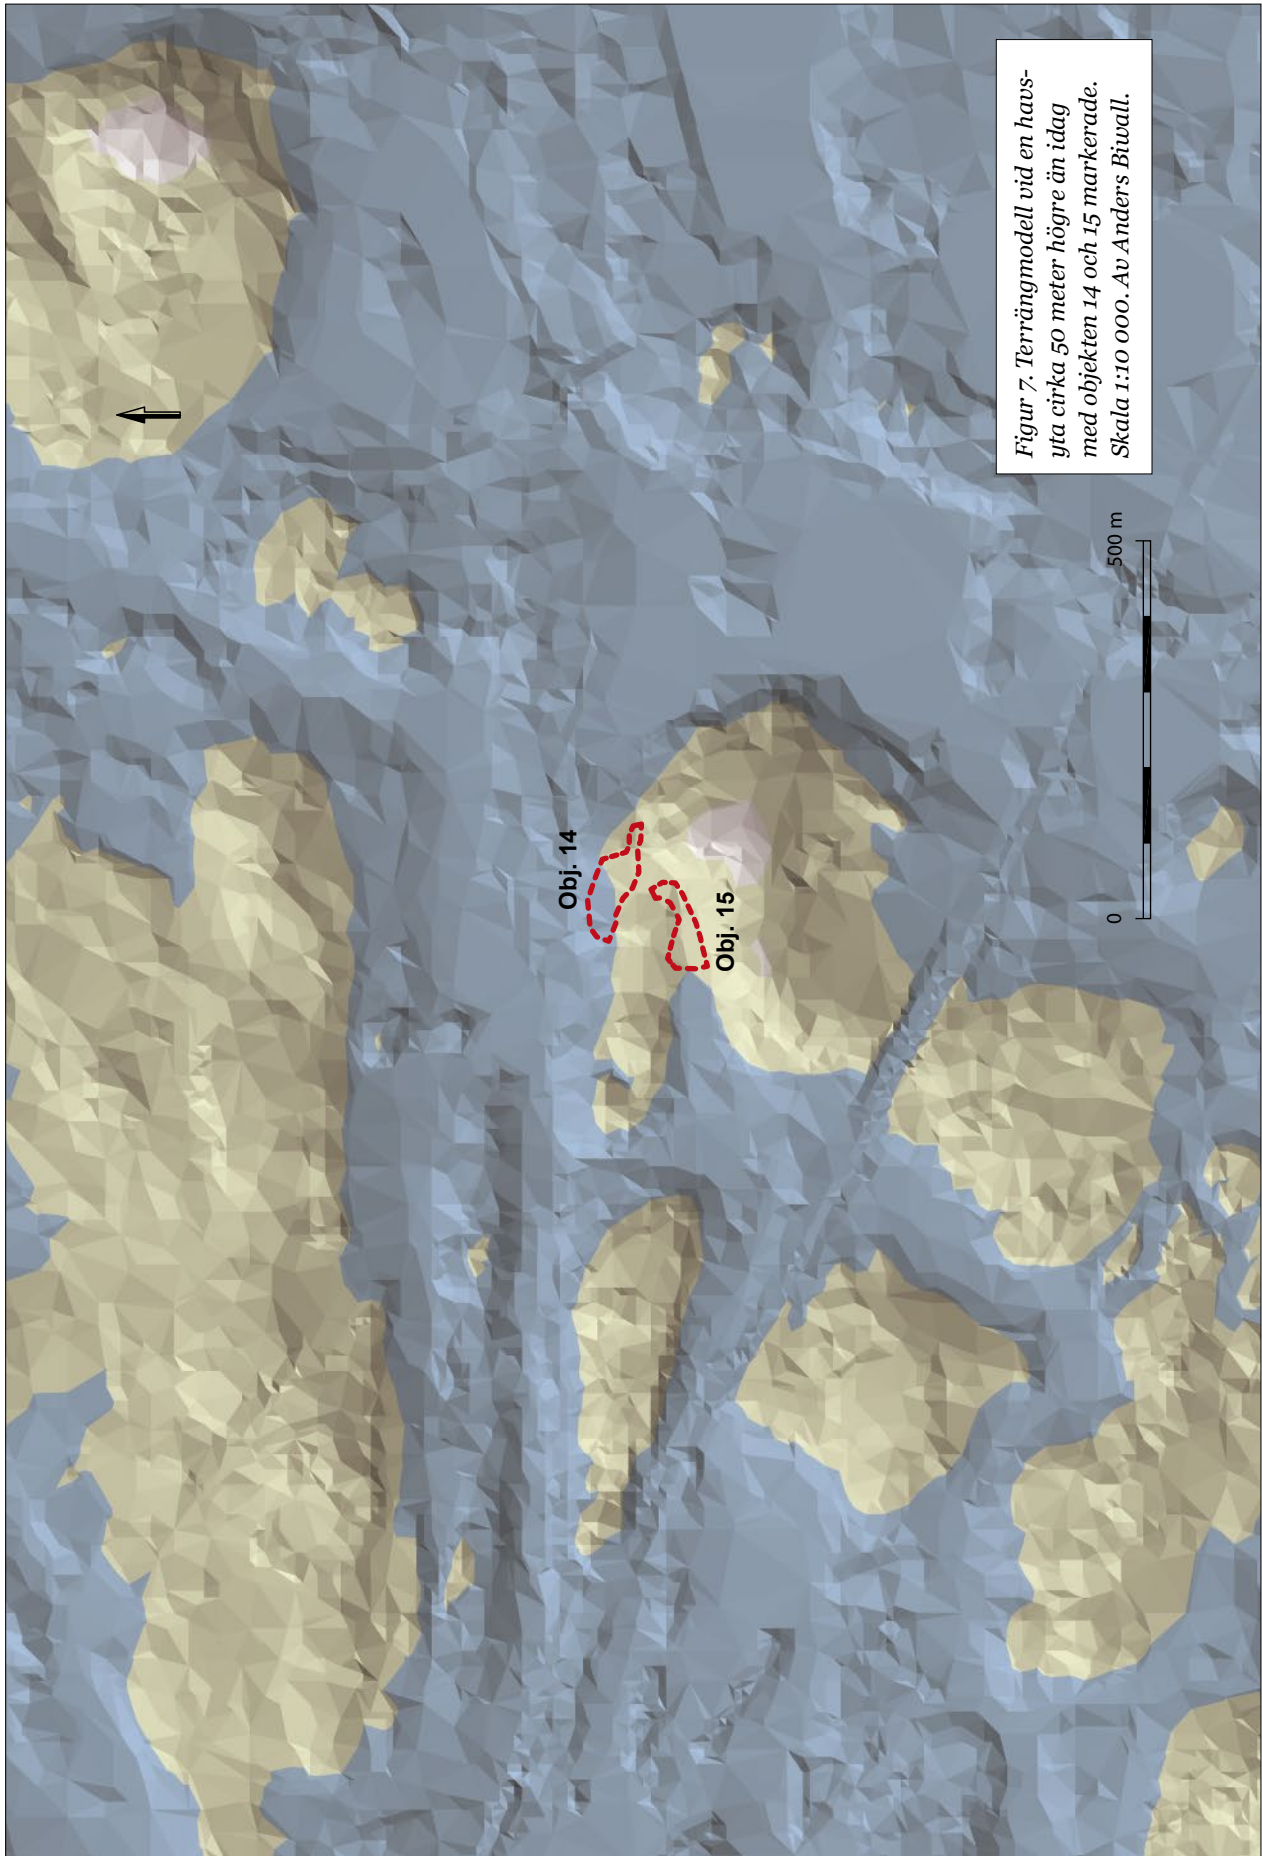 Obj. 14
Obj. 15
0
500 m
Figur 7. Terrängmodell vid en havs-
yta cirka 50 meter högre än idag
med objekten 14 och 15 markerade.
Skala 1:10 000. Av Anders Biwall.